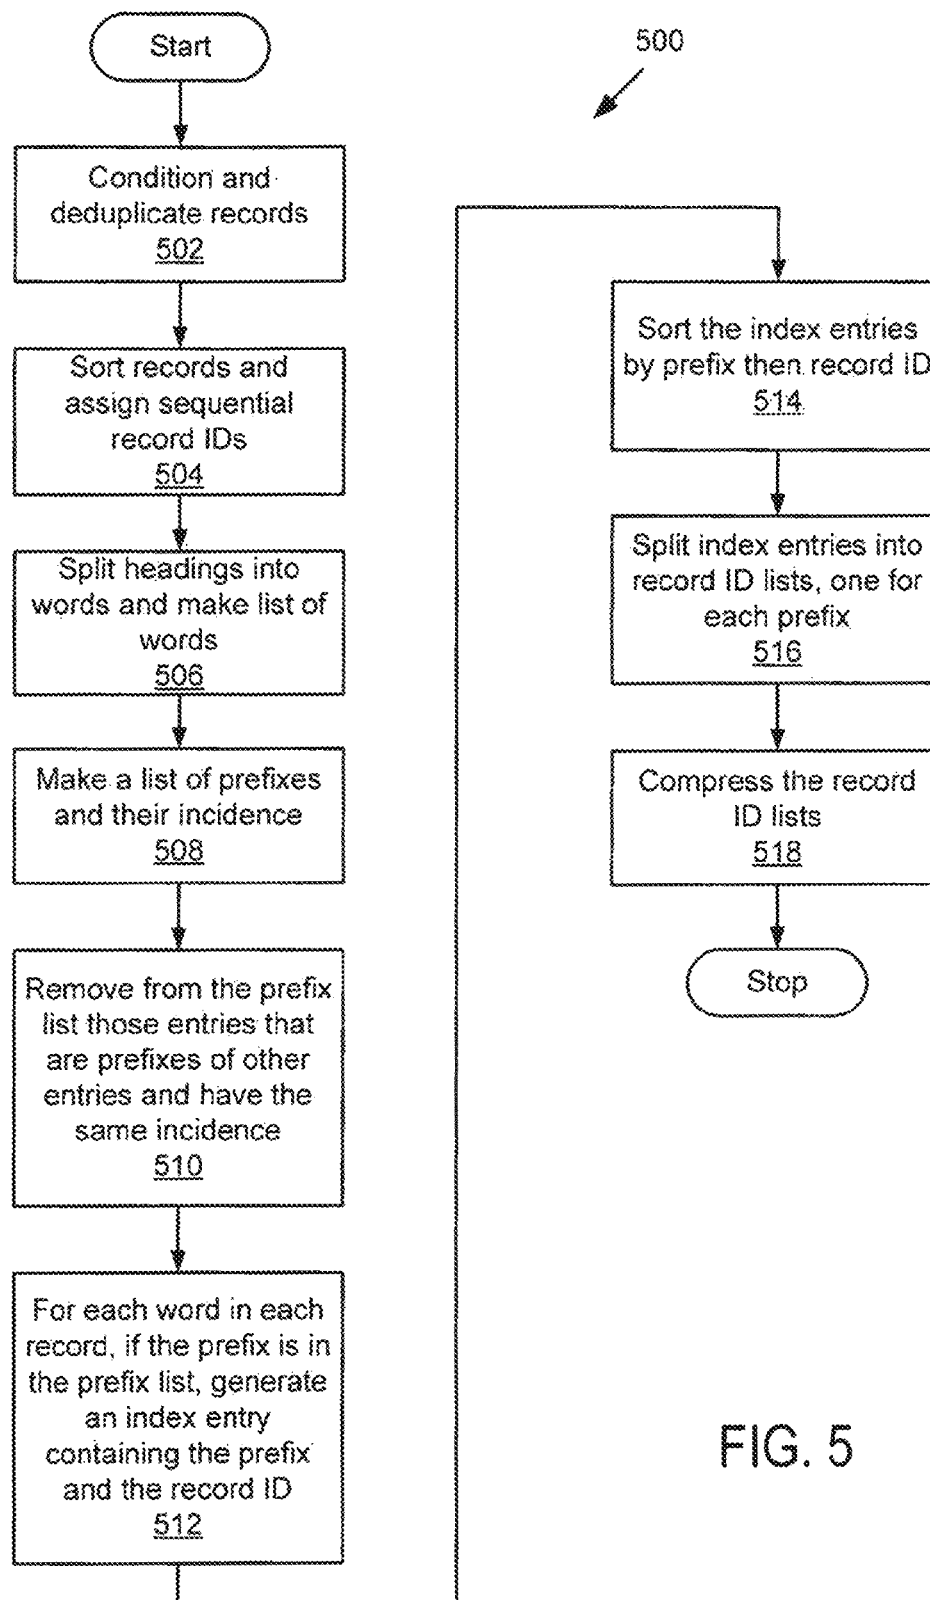 Start
500
Condition and
deduplicate records
502
Sort records and
assign sequential
record IDs
504
Split headings into
words and make list of
words
506
Make a list of prefixes
and their incidence
508
Remove from the prefix
list those entries that
are prefixes of other
entries and have the
same incidence
510
For each word in each
record, if the prefix is in
the prefix list, generate
an index entry
containing the prefix
and the record ID
512
Sort the index entries
by prefix then record ID
514
Split index entries into
record ID lists, one for
each prefix
516
Compress the record
ID lists
518
Stop
FIG. 5